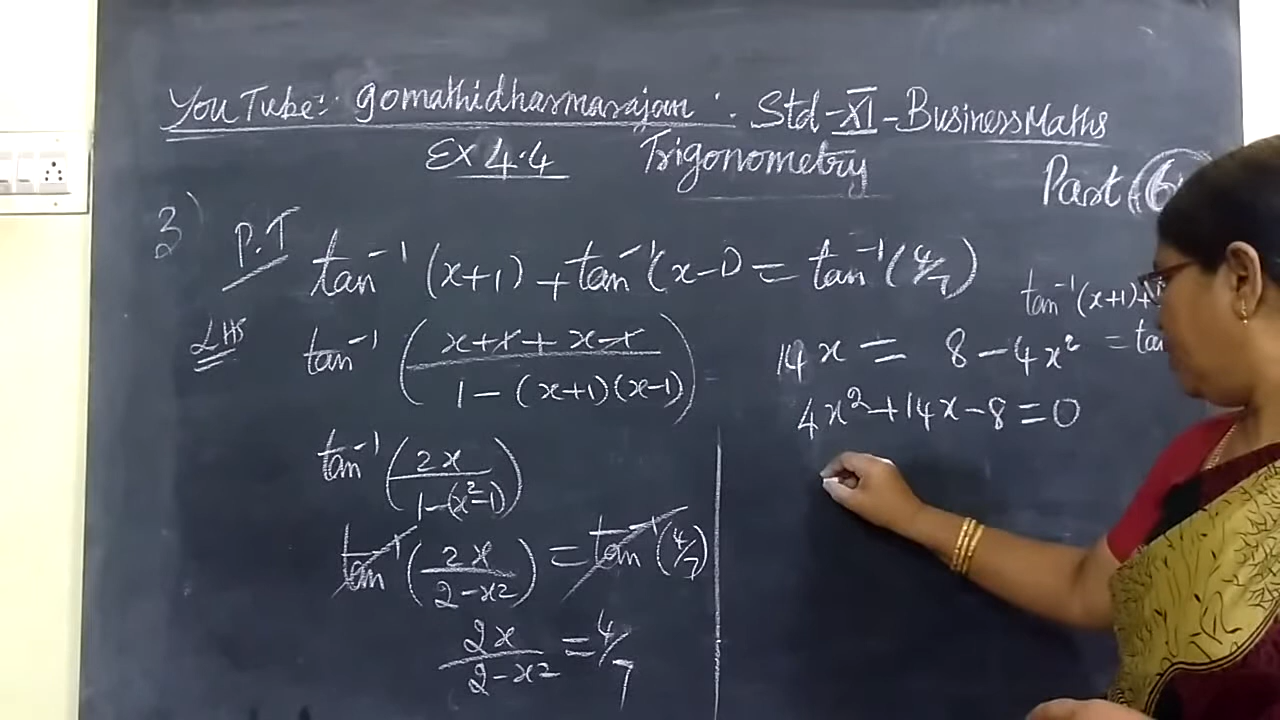 YouTube: gomathidharmarajan. Std-XI-Business Maths
EX 4.4 Trigonometry
Part (6)
3) P.T tan⁻¹(x+1)+tan⁻¹(x-1)=tan⁻¹(4/7)
LHS tan⁻¹((x+1+x-1)/(1-(x+1)(x-1)))
tan⁻¹(2x/(1-(x²-1)))
tan⁻¹(2x/(2-x²))=tan⁻¹(4/7)
2x/(2-x²)=4/7
tan⁻¹(x+1)+
=tan
14x = 8-4x²
4x²+14x-8=0